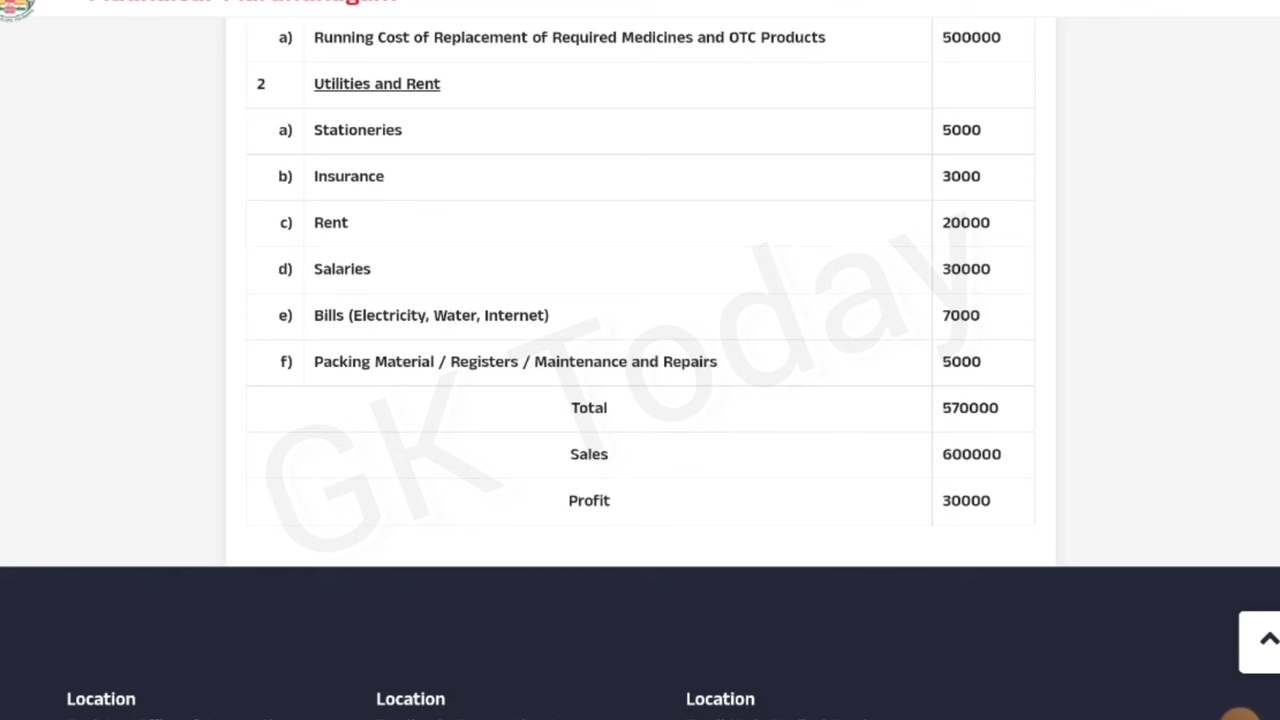 a) Running Cost of Replacement of Required Medicines and OTC Products 500000
2 Utilities and Rent
a) Stationeries 5000
b) Insurance 3000
c) Rent 20000
d) Salaries 30000
e) Bills (Electricity, Water, Internet) 7000
f) Packing Material / Registers / Maintenance and Repairs 5000
Total 570000
Sales 600000
Profit 30000
GK Today
Location Location Location